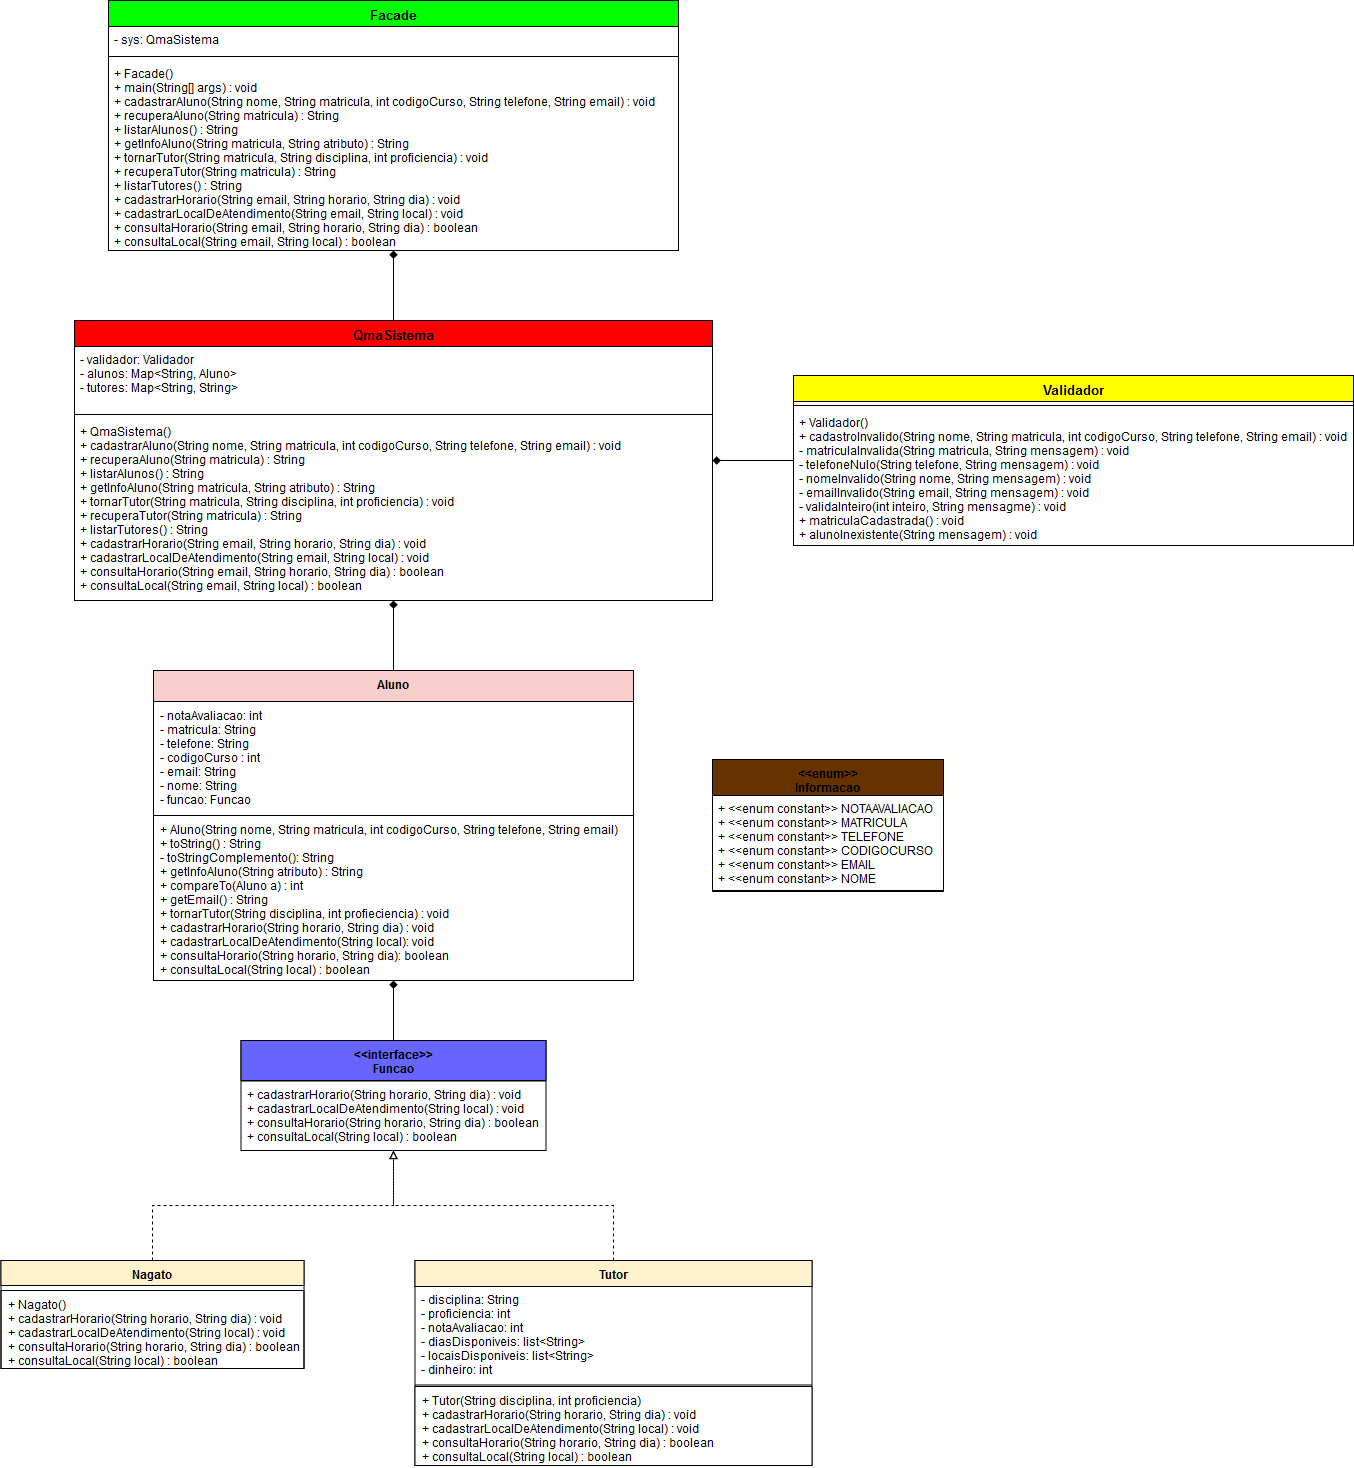 Facade
- sys: QmaSistema
+ Facade()
+ main(String[] args) : void
+ cadastrarAluno(String nome, String matricula, int codigoCurso, String telefone, String email) : void
+ recuperaAluno(String matricula) : String
+ listarAlunos() : String
+ getInfoAluno(String matricula, String atributo) : String
+ tornarTutor(String matricula, String disciplina, int proficiencia) : void
+ recuperaTutor(String matricula) : String
+ listarTutores() : String
+ cadastrarHorario(String email, String horario, String dia) : void
+ cadastrarLocalDeAtendimento(String email, String local) : void
+ consultaHorario(String email, String horario, String dia) : boolean
+ consultaLocal(String email, String local) : boolean
QmaSistema
- validador: Validador
- alunos: Map<String, Aluno>
- tutores: Map<String, String>
+ QmaSistema()
+ cadastrarAluno(String nome, String matricula, int codigoCurso, String telefone, String email) : void
+ recuperaAluno(String matricula) : String
+ listarAlunos() : String
+ getInfoAluno(String matricula, String atributo) : String
+ tornarTutor(String matricula, String disciplina, int proficiencia) : void
+ recuperaTutor(String matricula) : String
+ listarTutores() : String
+ cadastrarHorario(String email, String horario, String dia) : void
+ cadastrarLocalDeAtendimento(String email, String local) : void
+ consultaHorario(String email, String horario, String dia) : boolean
+ consultaLocal(String email, String local) : boolean
Validador
+ Validador()
+ cadastroInvalido(String nome, String matricula, int codigoCurso, String telefone, String email) : void
- matriculaInvalida(String matricula, String mensagem) : void
- telefoneNulo(String telefone, String mensagem) : void
- nomeInvalido(String nome, String mensagem) : void
- emailInvalido(String email, String mensagem) : void
- validaInteiro(int inteiro, String mensagme) : void
+ matriculaCadastrada() : void
+ alunoInexistente(String mensagem) : void
Aluno
- notaAvaliacao: int
- matricula: String
- telefone: String
- codigoCurso : int
- email: String
- nome: String
- funcao: Funcao
+ Aluno(String nome, String matricula, int codigoCurso, String telefone, String email)
+ toString() : String
- toStringComplemento(): String
+ getInfoAluno(String atributo) : String
+ compareTo(Aluno a) : int
+ getEmail() : String
+ tornarTutor(String disciplina, int profieciencia) : void
+ cadastrarHorario(String horario, String dia) : void
+ cadastrarLocalDeAtendimento(String local): void
+ consultaHorario(String horario, String dia): boolean
+ consultaLocal(String local) : boolean
<<enum>>
Informacao
+ <<enum constant>> NOTAAVALIACAO
+ <<enum constant>> MATRICULA
+ <<enum constant>> TELEFONE
+ <<enum constant>> CODIGOCURSO
+ <<enum constant>> EMAIL
+ <<enum constant>> NOME
<<interface>>
Funcao
+ cadastrarHorario(String horario, String dia) : void
+ cadastrarLocalDeAtendimento(String local) : void
+ consultaHorario(String horario, String dia) : boolean
+ consultaLocal(String local) : boolean
Nagato
+ Nagato()
+ cadastrarHorario(String horario, String dia) : void
+ cadastrarLocalDeAtendimento(String local) : void
+ consultaHorario(String horario, String dia) : boolean
+ consultaLocal(String local) : boolean
Tutor
- disciplina: String
- proficiencia: int
- notaAvaliacao: int
- diasDisponiveis: list<String>
- locaisDisponiveis: list<String>
- dinheiro: int
+ Tutor(String disciplina, int proficiencia)
+ cadastrarHorario(String horario, String dia) : void
+ cadastrarLocalDeAtendimento(String local) : void
+ consultaHorario(String horario, String dia) : boolean
+ consultaLocal(String local) : boolean